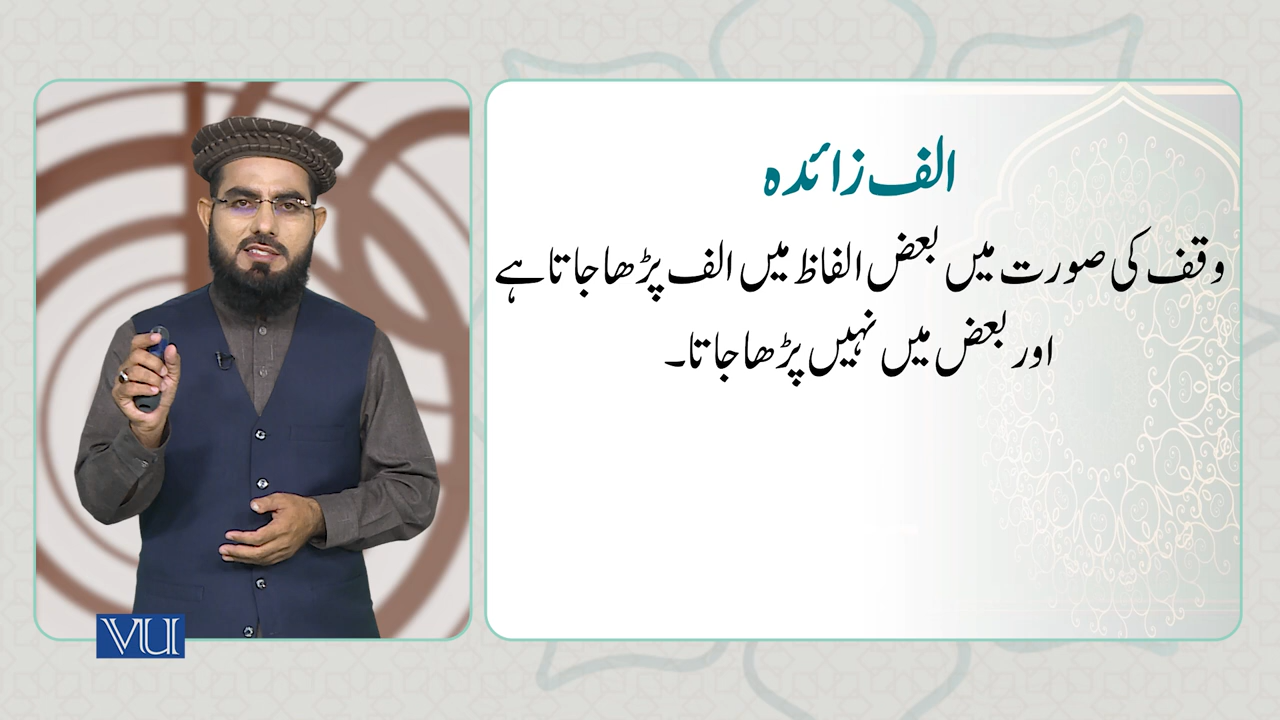 الف زائدہ
وقف کی صورت میں بعض الفاظ میں الف پڑھا جاتا ہے
اور بعض میں نہیں پڑھا جاتا۔
VU